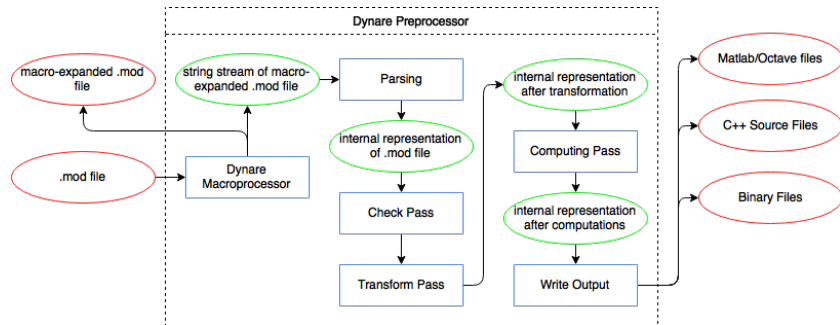 Dynare Preprocessor
macro-expanded .mod
file
string stream of macro-
expanded .mod file
Parsing
internal representation
after transformation
Matlab/Octave files
C++ Source Files
internal representation
of .mod file
Computing Pass
.mod file
Dynare
Macroprocessor
Check Pass
internal representation
after computations
Binary Files
Transform Pass
Write Output